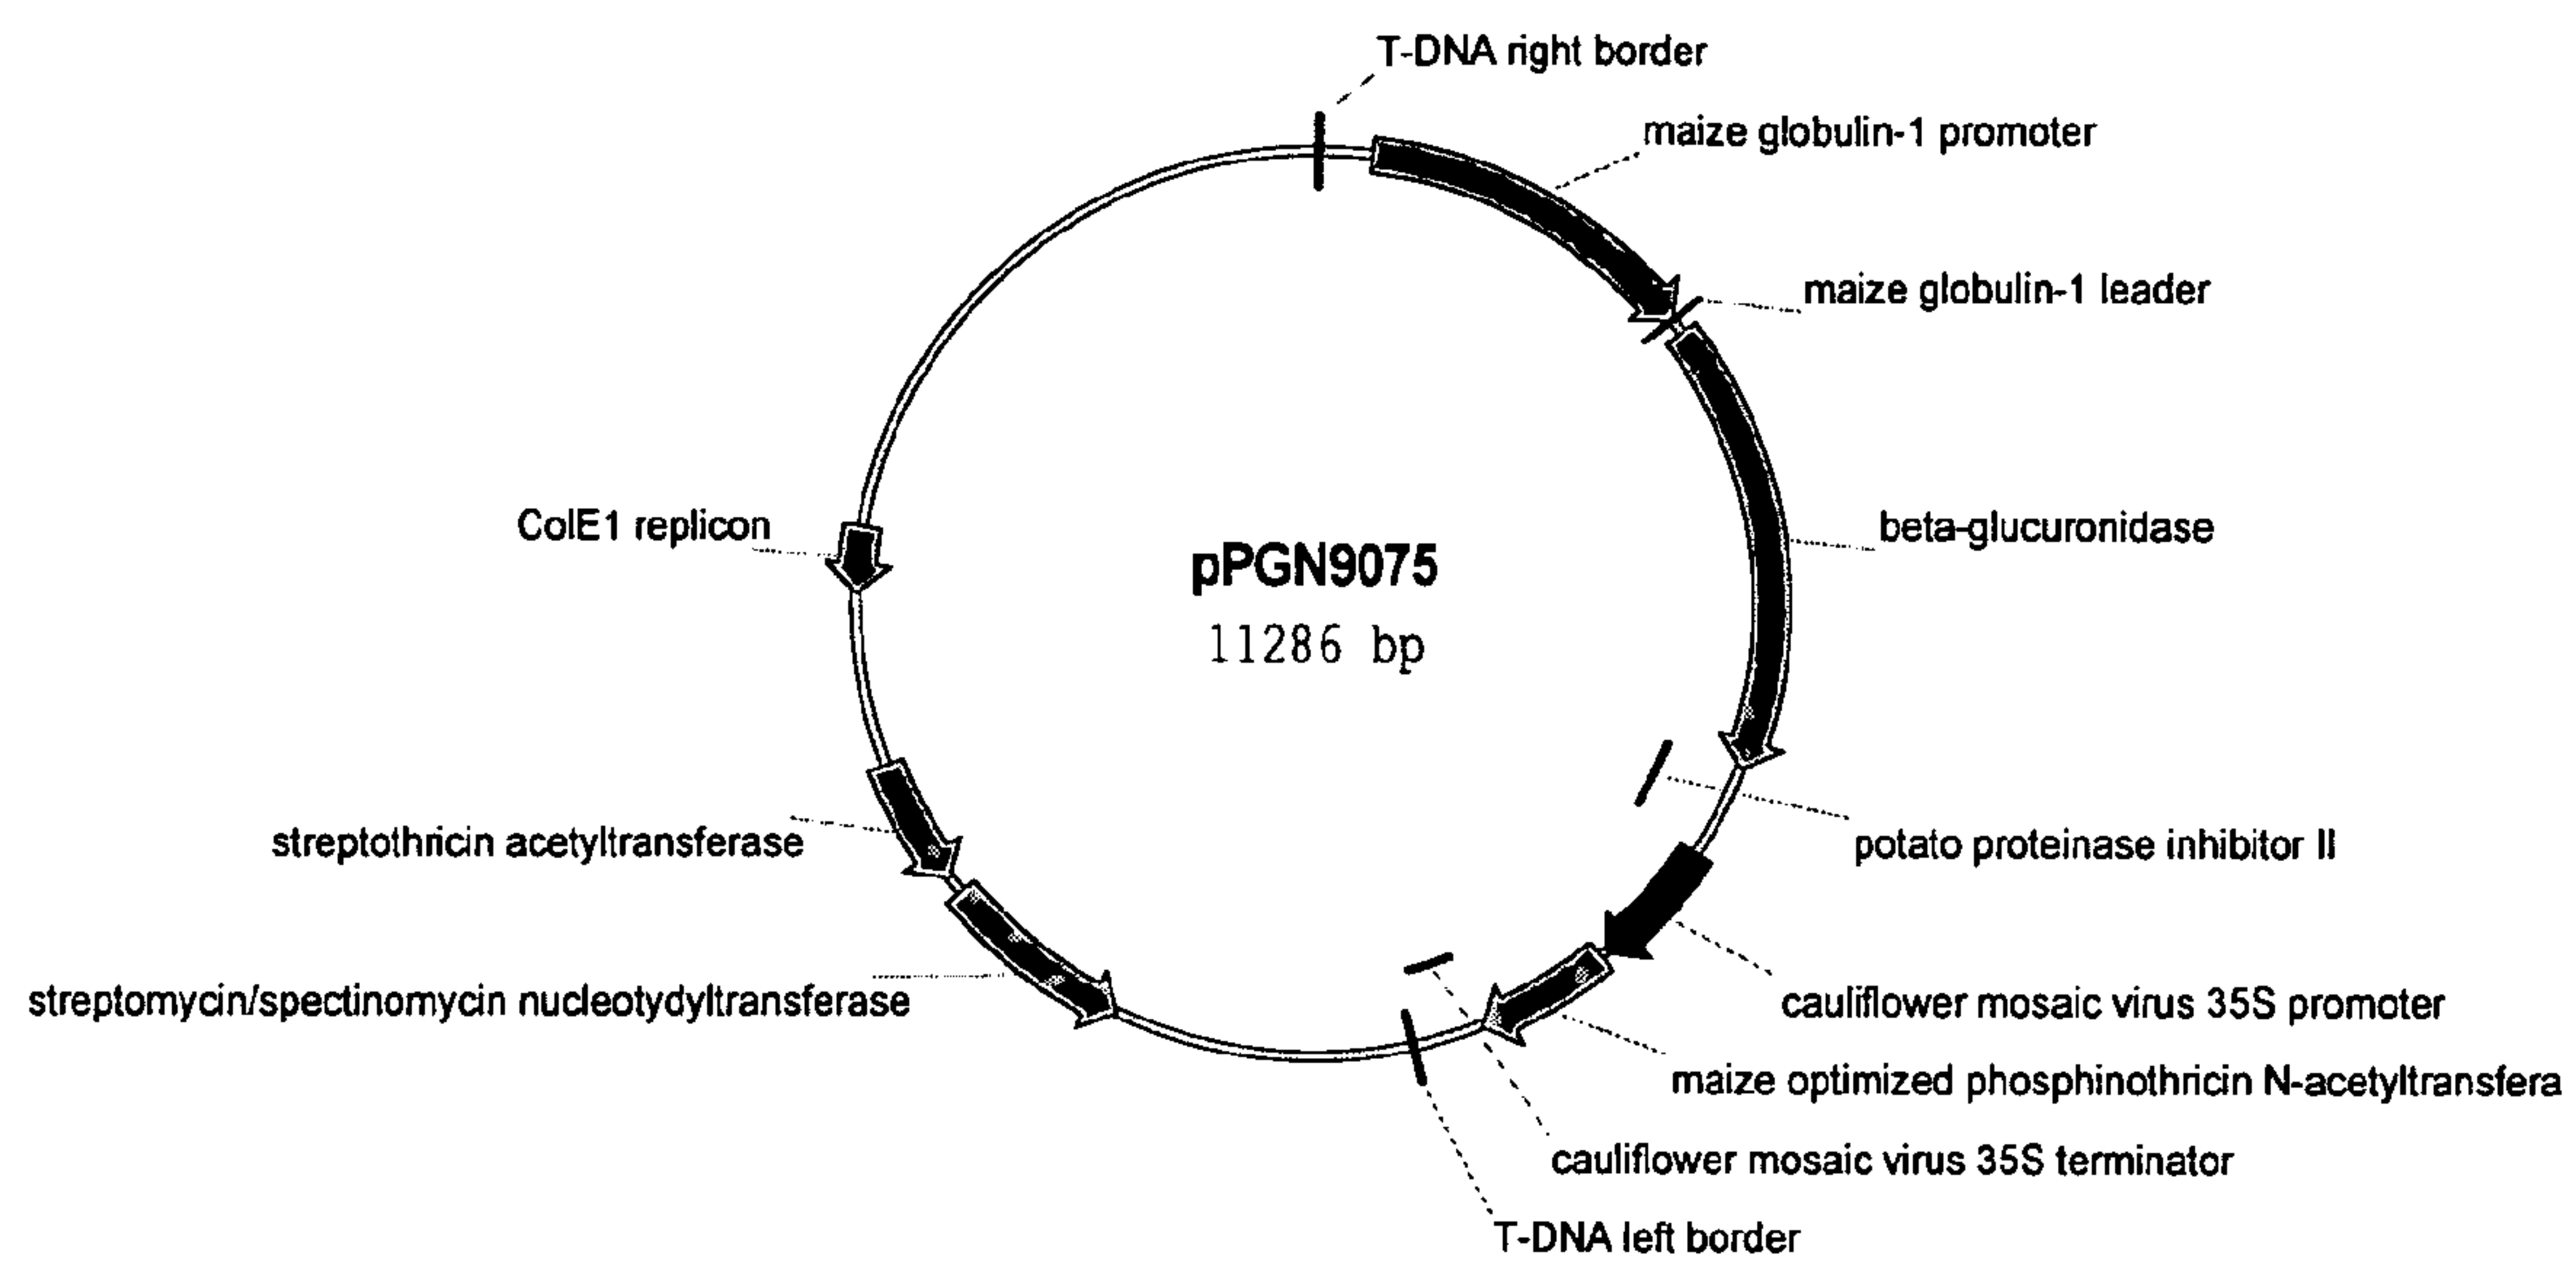 T-DNA right border
maize globulin-1 promoter
maize globulin-1 leader
beta-glucuronidase
ColE1 replicon
pPGN9075
11286 bp
potato proteinase inhibitor II
streptothricin acetyltransferase
streptomycin/spectinomycin nucleotydyltransferase
cauliflower mosaic virus 35S promoter
maize optimized phosphinothricin N-acetyltransfera
cauliflower mosaic virus 35S terminator
T-DNA left border